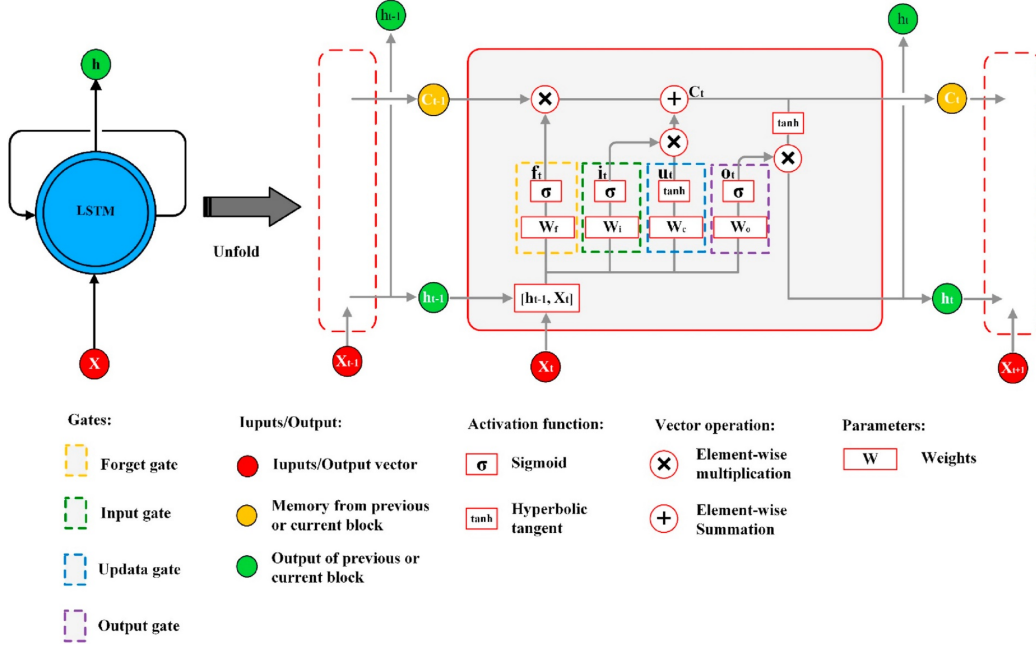 h
LSTM
X
Unfold
ht-1
ht
Ct-1
Ct
Ct
ft
it
ut
ot
tanh
σ
σ
tanh
σ
Wf
Wi
Wc
Wo
ht-1
[ht-1, Xt]
ht
Xt-1
Xt
Xt+1
Gates:
Forget gate
Input gate
Updata gate
Output gate
Iuputs/Output:
Iuputs/Output vector
Memory from previous
or current block
Output of previous or
current block
Activation function:
σ Sigmoid
tanh Hyperbolic
tangent
Vector operation:
Element-wise
multiplication
Element-wise
Summation
Parameters:
W Weights